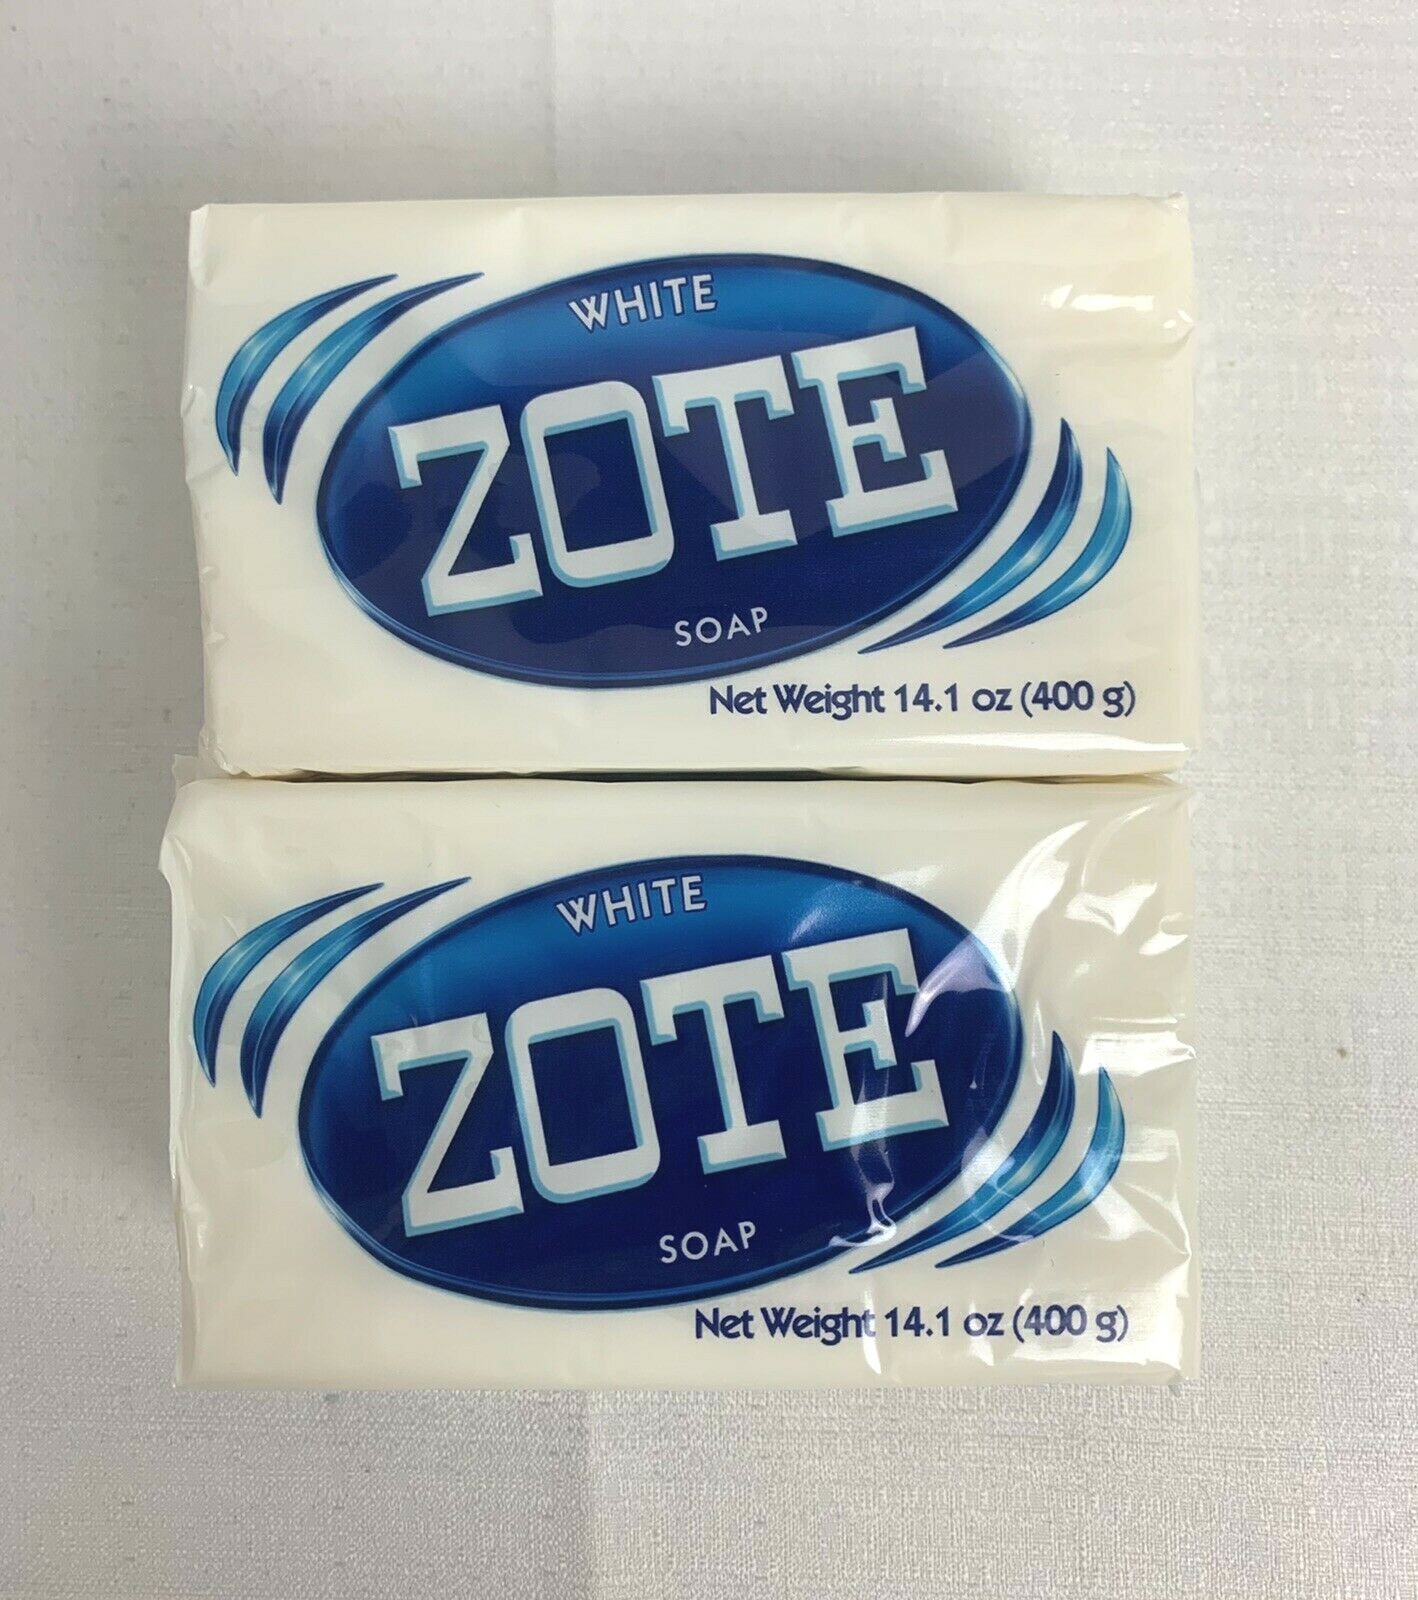 WHITE
ZOTE
SOAP
Net Weight 14.1 oz (400 g)
WHITE
ZOTE
SOAP
Net Weight 14.1 oz (400 g)